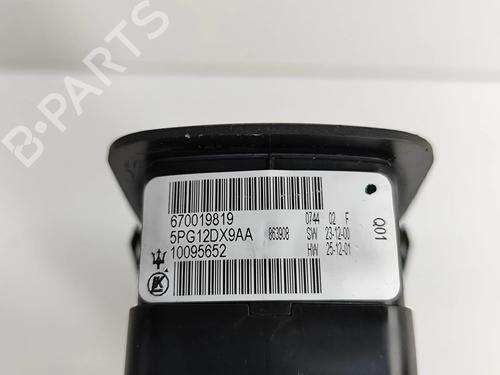 B-PARTS
670019819 0744 02 F
5PG12DX9AA 863908 SW 23-12-00
10095652 HW 25-12-01
Q01
K